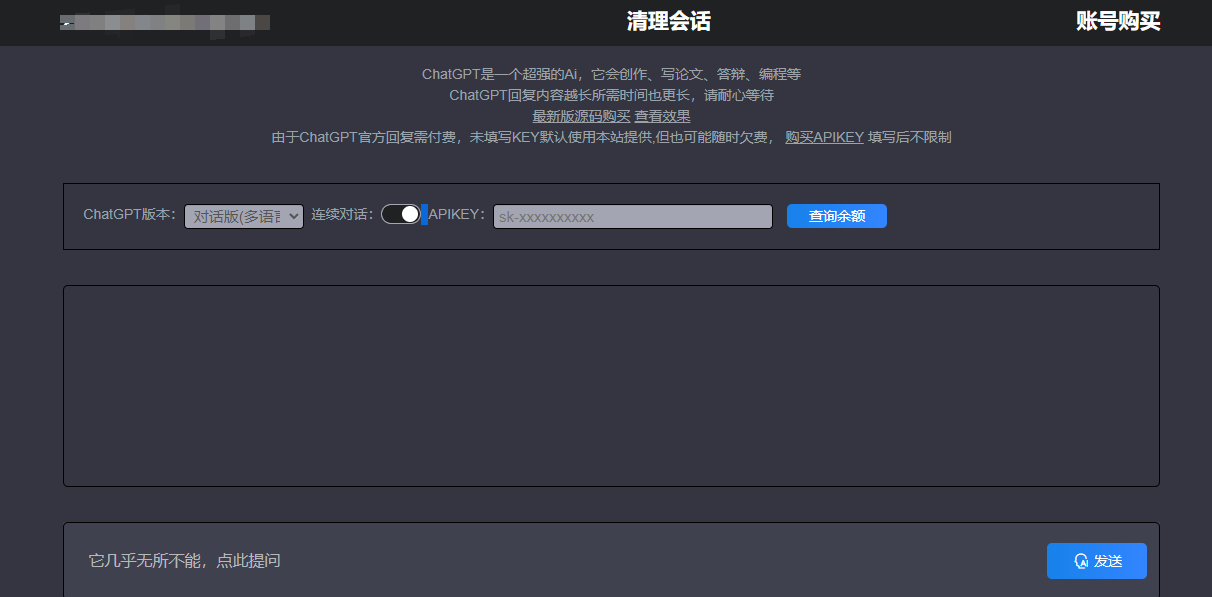 清理会话 账号购买
ChatGPT是一个超强的Ai，它会创作、写论文、答辩、编程等
ChatGPT回复内容越长所需时间也更长，请耐心等待
最新版源码购买 查看效果
由于ChatGPT官方回复需付费，未填写KEY默认使用本站提供,但也可能随时欠费， 购买APIKEY 填写后不限制
ChatGPT版本： 对话版(多语言 连续对话： APIKEY： sk-xxxxxxxxxx 查询余额
它几乎无所不能，点此提问 发送